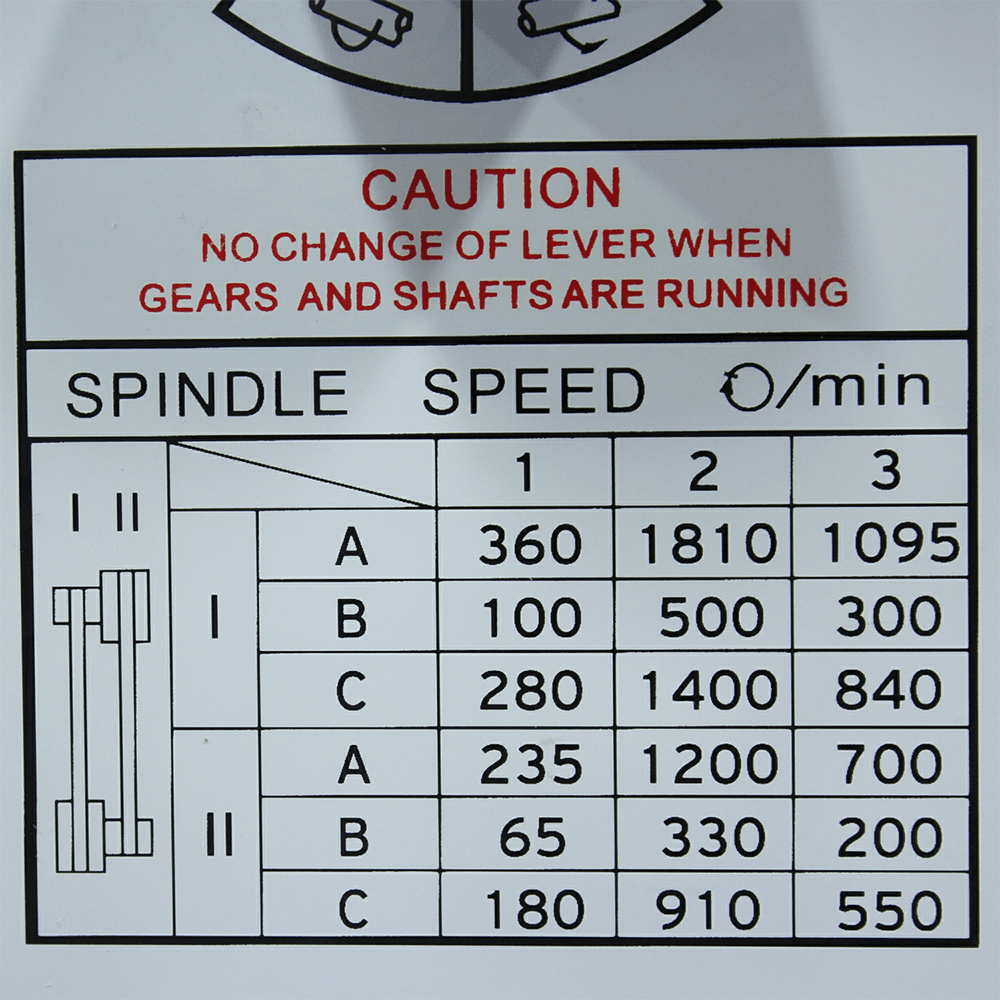 CAUTION
NO CHANGE OF LEVER WHEN
GEARS AND SHAFTS ARE RUNNING
SPINDLE SPEED /min
I II
1 2 3
I
A 360 1810 1095
B 100 500 300
C 280 1400 840
II
A 235 1200 700
B 65 330 200
C 180 910 550